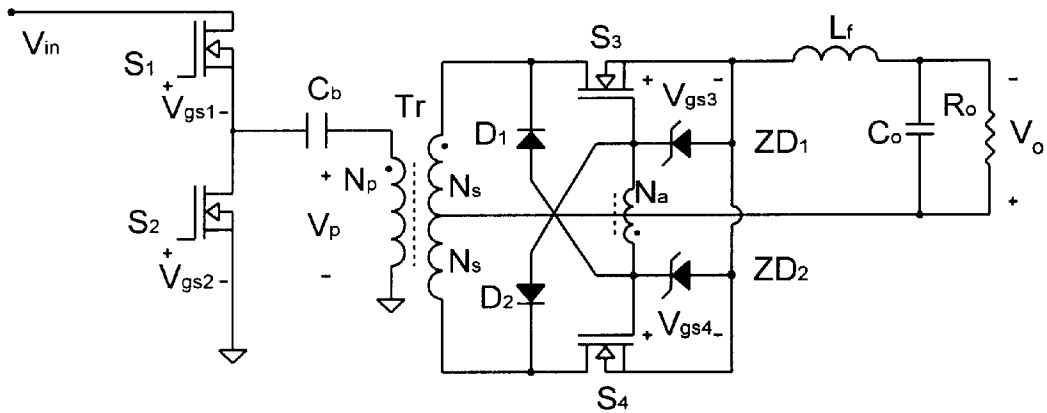 Vin
S1
Vgs1
Cb
Tr
Np
Vp
S2
Vgs2
Ns
Ns
D1
D2
S3
Vgs3
ZD1
Na
ZD2
Vgs4
S4
Lf
Co
Ro
Vo
+
-
+
-
+
-
+
-
+
-
-
+